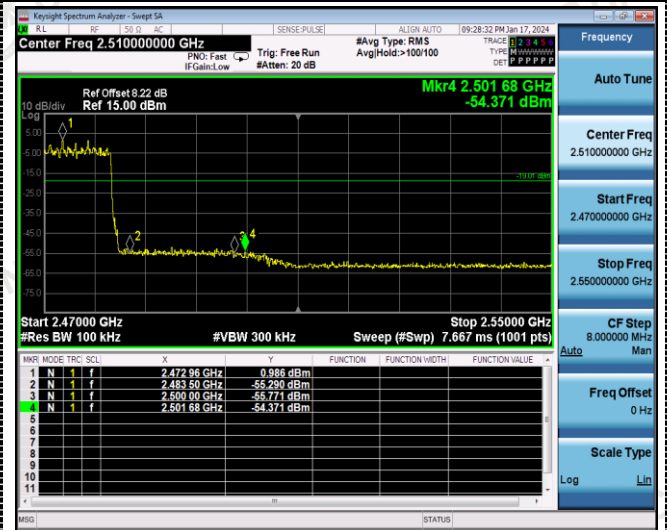 Keysight Spectrum Analyzer - Swept SA
RL RF 50 Ω AC SENSE:PULSE ALIGN AUTO 09:28:32 PM Jan 17, 2024
Center Freq 2.510000000 GHz
PNO: Fast
IFGain:Low
Trig: Free Run
#Atten: 20 dB
#Avg Type: RMS
Avg|Hold:>100/100
TRACE 1 2 3 4 5 6
TYPE M WWWWW
DET P P P P P P
Frequency
Auto Tune
Center Freq
2.510000000 GHz
Start Freq
2.470000000 GHz
Stop Freq
2.550000000 GHz
CF Step
8.000000 MHz
Auto Man
Freq Offset
0 Hz
Scale Type
Log Lin
Mkr4 2.501 68 GHz
-54.371 dBm
Ref Offset 8.22 dB
10 dB/div Ref 15.00 dBm
Log
5.00
-5.00
-15.0
-25.0
-35.0
-45.0
-55.0
-65.0
-75.0
1
2
3 4
-19.01 dBm
Start 2.47000 GHz Stop 2.55000 GHz
#Res BW 100 kHz #VBW 300 kHz Sweep (#Swp) 7.667 ms (1001 pts)
MKR MODE TRC SCL X Y FUNCTION FUNCTION WIDTH FUNCTION VALUE
1 N 1 f 2.472 96 GHz 0.986 dBm
2 N 1 f 2.483 50 GHz -55.290 dBm
3 N 1 f 2.500 00 GHz -55.771 dBm
4 N 1 f 2.501 68 GHz -54.371 dBm
5
6
7
8
9
10
11
MSG STATUS